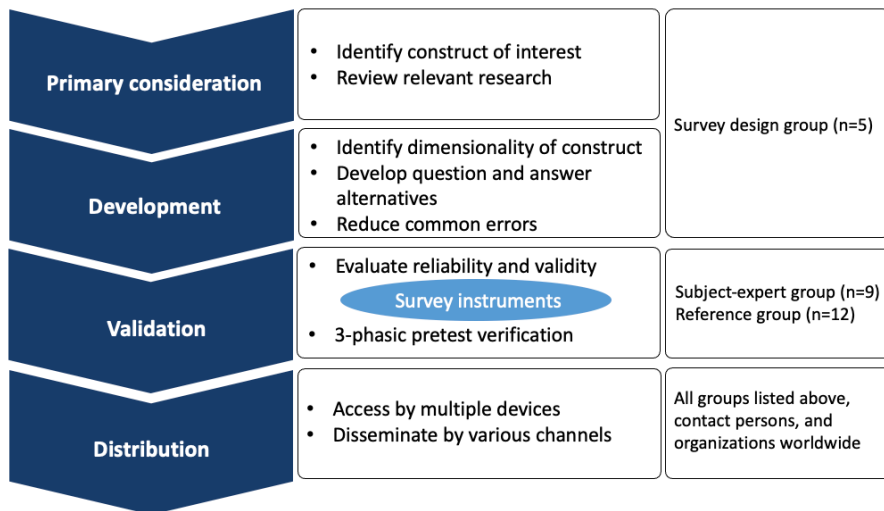 Primary consideration
• Identify construct of interest
• Review relevant research
Survey design group (n=5)
Development
• Identify dimensionality of construct
• Develop question and answer
alternatives
• Reduce common errors
Validation
• Evaluate reliability and validity
Survey instruments
• 3-phasic pretest verification
Subject-expert group (n=9)
Reference group (n=12)
Distribution
• Access by multiple devices
• Disseminate by various channels
All groups listed above,
contact persons, and
organizations worldwide